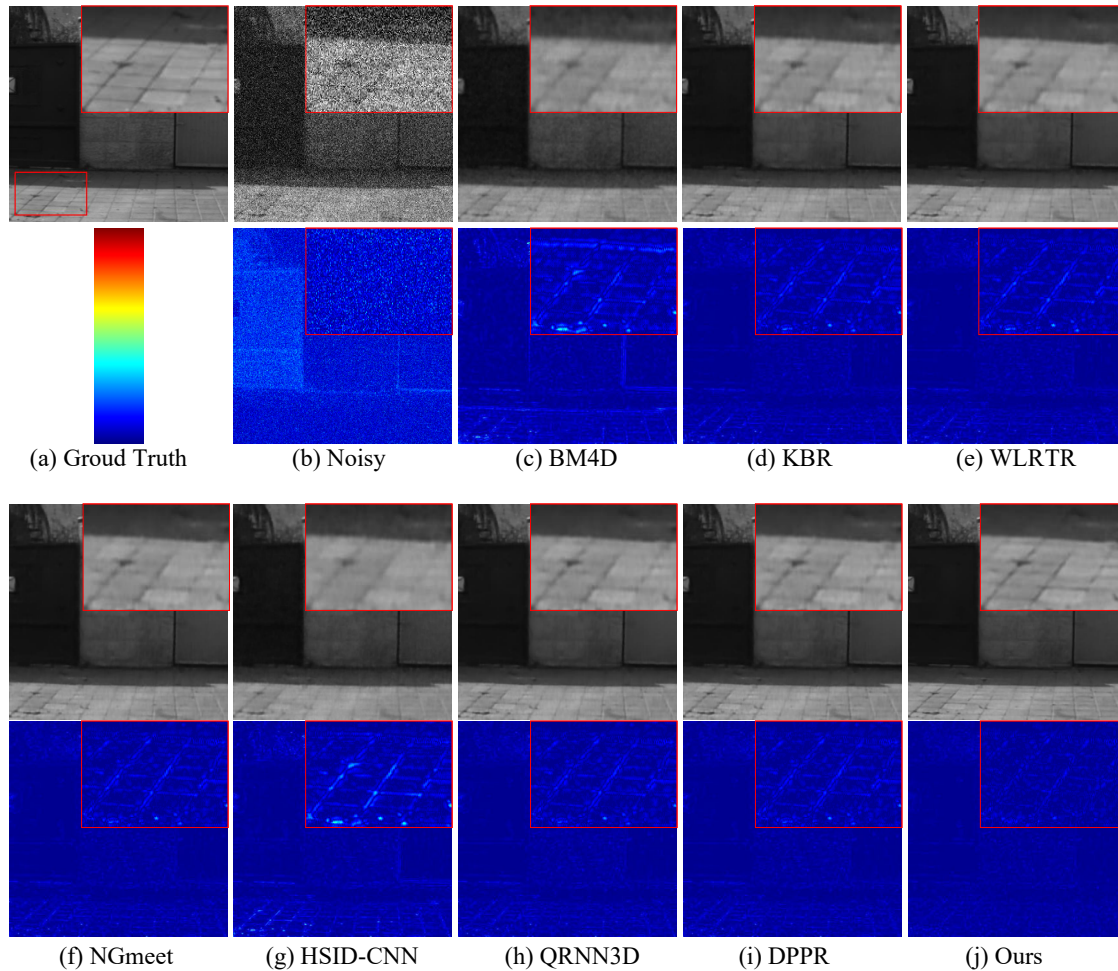 (a) Groud Truth
(b) Noisy
(c) BM4D
(d) KBR
(e) WLRTR
(f) NGmeet
(g) HSID-CNN
(h) QRNN3D
(i) DPPR
(j) Ours